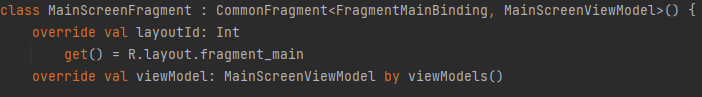 class MainScreenFragment : CommonFragment<FragmentMainBinding, MainScreenViewModel>() {
    override val layoutId: Int
        get() = R.layout.fragment_main
    override val viewModel: MainScreenViewModel by viewModels()